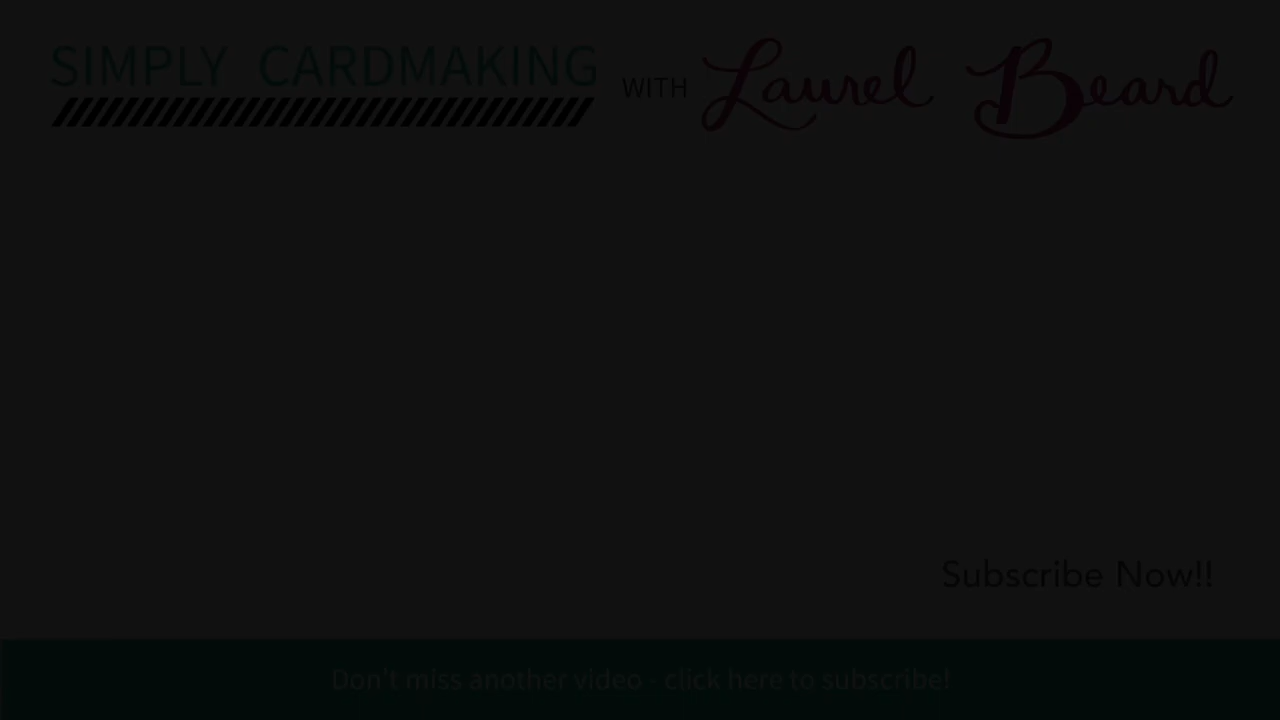 SIMPLY CARDMAKING WITH Laurel Beard
Subscribe Now!!
Don't miss another video - click here to subscribe!